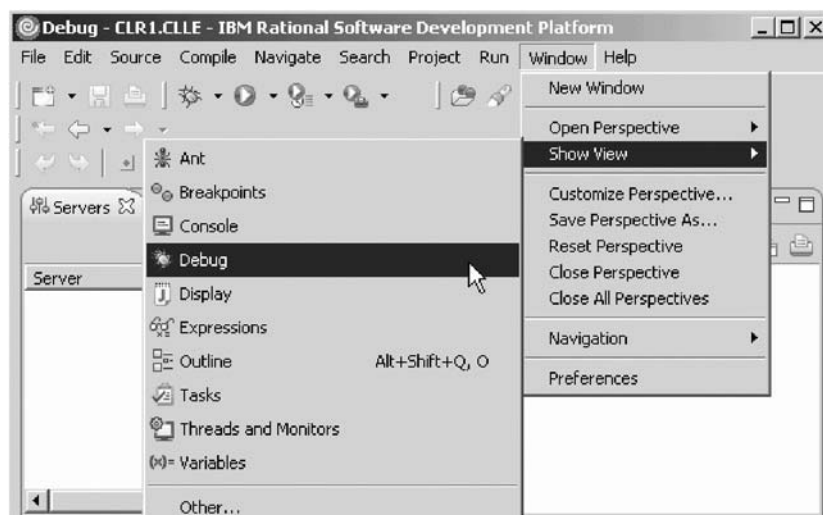 Debug - CLR1.CLLE - IBM Rational Software Development Platform
File Edit Source Compile Navigate Search Project Run Window Help
New Window
Open Perspective
Show View
Customize Perspective...
Save Perspective As...
Reset Perspective
Close Perspective
Close All Perspectives
Navigation
Preferences
Ant
Breakpoints
Console
Debug
Display
Expressions
Outline Alt+Shift+Q, O
Tasks
Threads and Monitors
(x)= Variables
Other...
Servers
Server